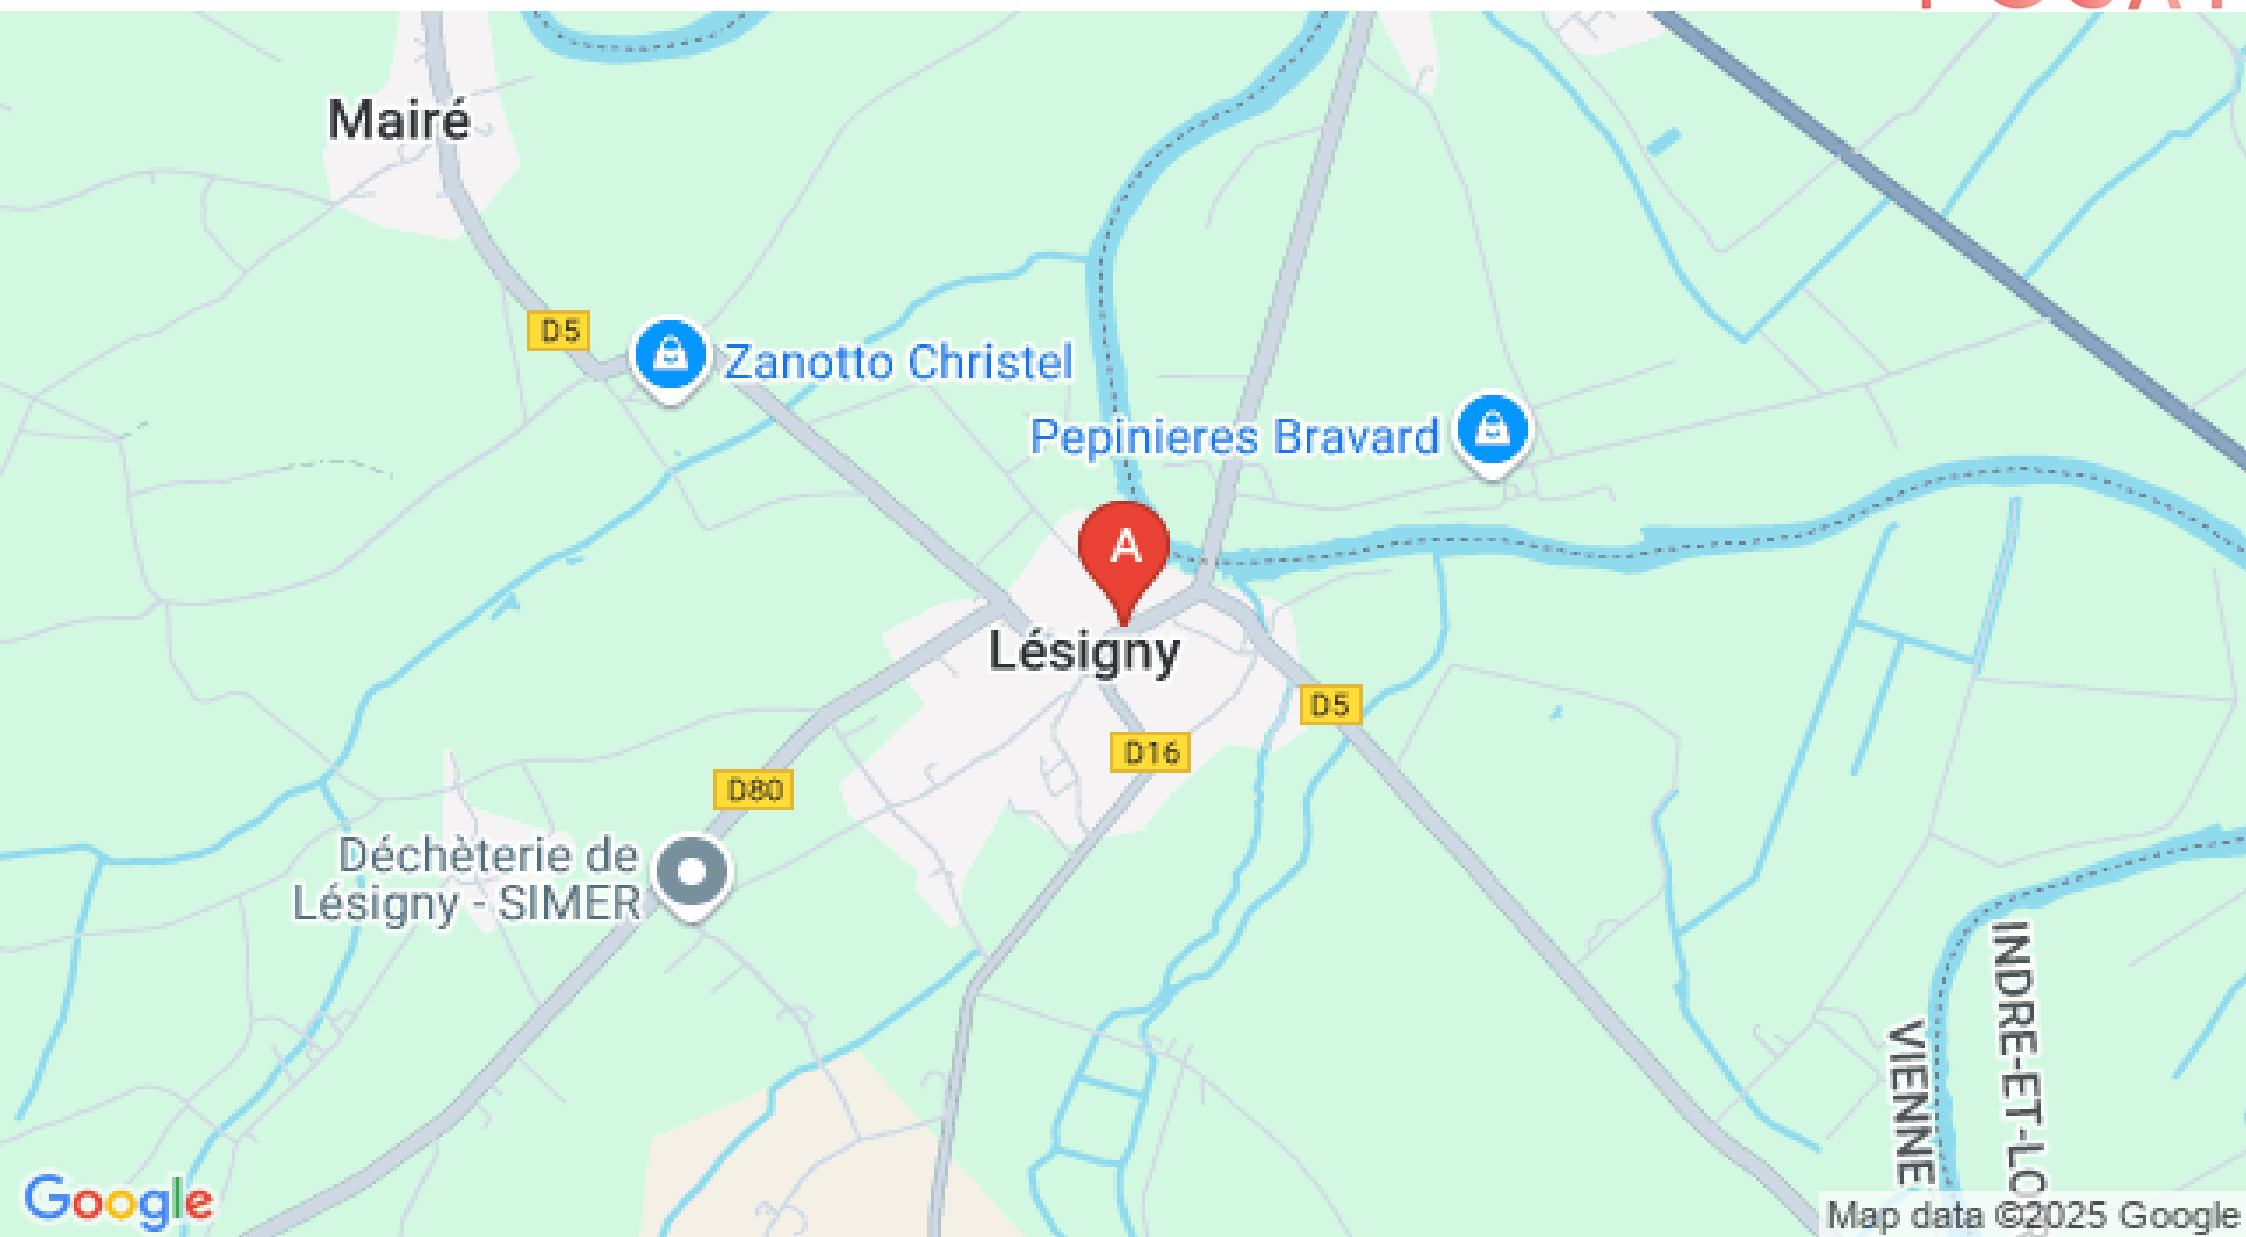 Mairé
D5
Zanotto Christel
Pepinieres Bravard
A
Lésigny
D5
D16
D80
Déchèterie de
Lésigny - SIMER
INDRE-ET-LO
VIENNE
Google
Map data ©2025 Google